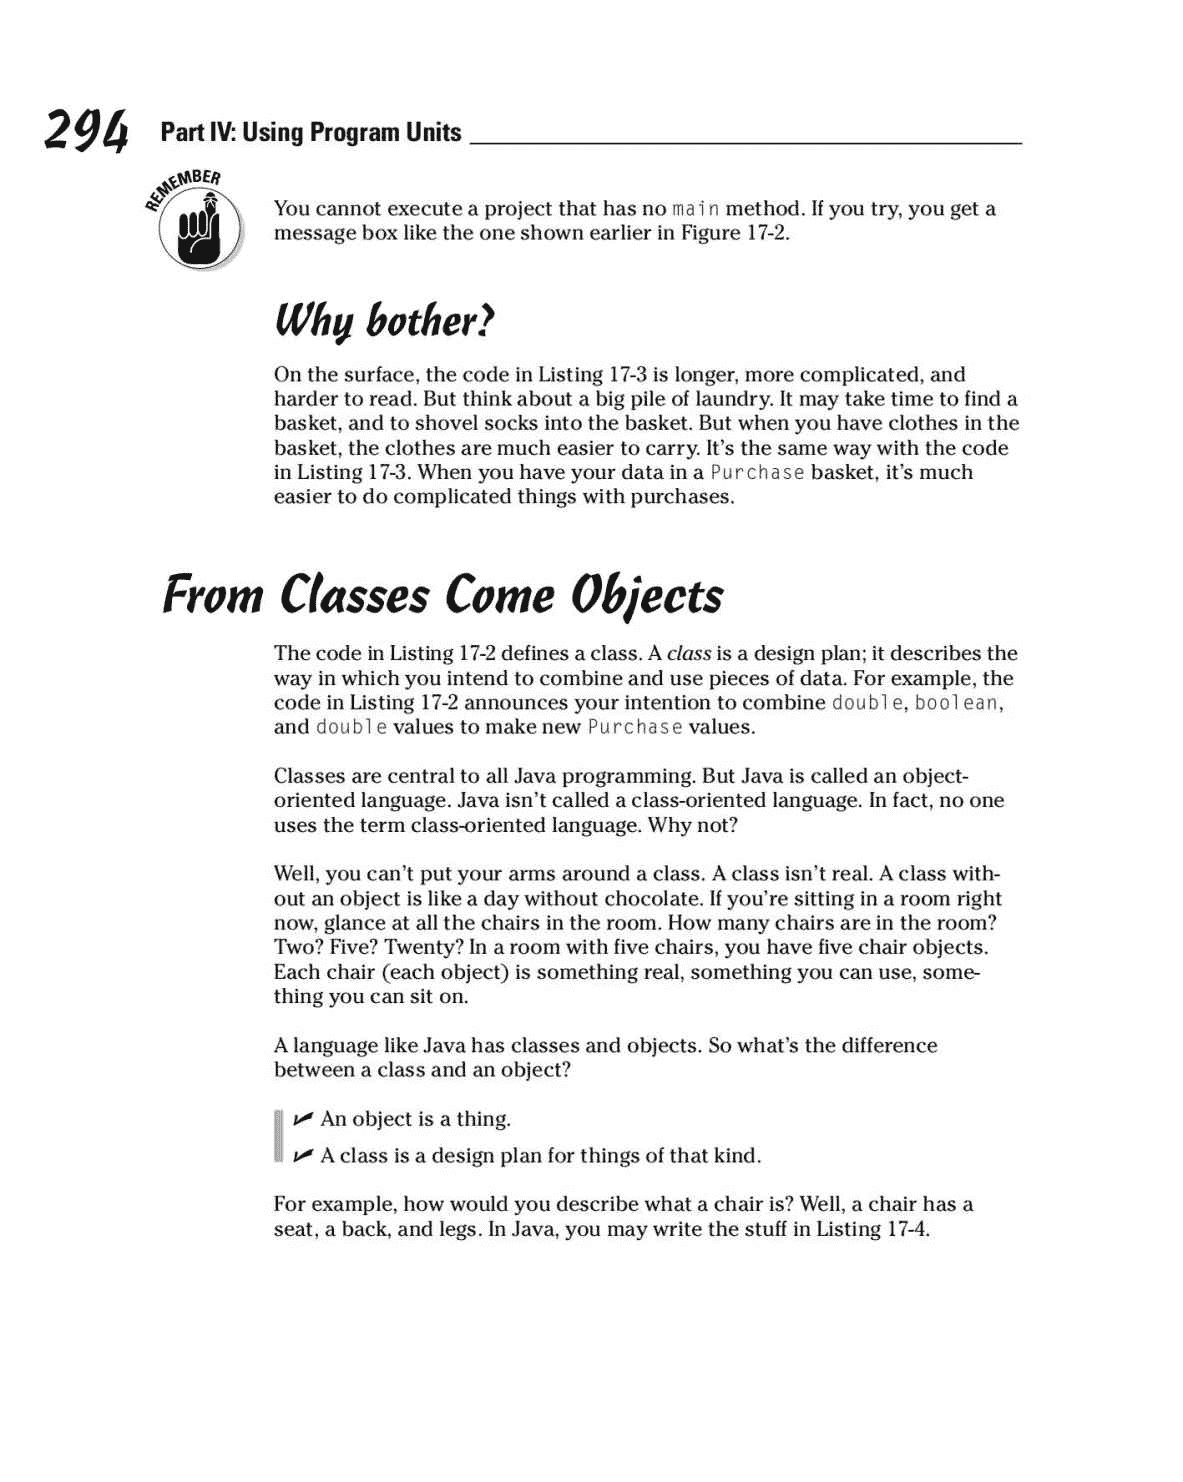 294 Part IV: Using Program Units
REMEMBER
You cannot execute a project that has no main method. If you try, you get a
message box like the one shown earlier in Figure 17-2.
Why bother?
On the surface, the code in Listing 17-3 is longer, more complicated, and
harder to read. But think about a big pile of laundry. It may take time to find a
basket, and to shovel socks into the basket. But when you have clothes in the
basket, the clothes are much easier to carry. It's the same way with the code
in Listing 17-3. When you have your data in a Purchase basket, it's much
easier to do complicated things with purchases.
From Classes Come Objects
The code in Listing 17-2 defines a class. A class is a design plan; it describes the
way in which you intend to combine and use pieces of data. For example, the
code in Listing 17-2 announces your intention to combine double, boolean,
and double values to make new Purchase values.
Classes are central to all Java programming. But Java is called an object-
oriented language. Java isn't called a class-oriented language. In fact, no one
uses the term class-oriented language. Why not?
Well, you can't put your arms around a class. A class isn't real. A class with-
out an object is like a day without chocolate. If you're sitting in a room right
now, glance at all the chairs in the room. How many chairs are in the room?
Two? Five? Twenty? In a room with five chairs, you have five chair objects.
Each chair (each object) is something real, something you can use, some-
thing you can sit on.
A language like Java has classes and objects. So what's the difference
between a class and an object?
✔ An object is a thing.
✔ A class is a design plan for things of that kind.
For example, how would you describe what a chair is? Well, a chair has a
seat, a back, and legs. In Java, you may write the stuff in Listing 17-4.